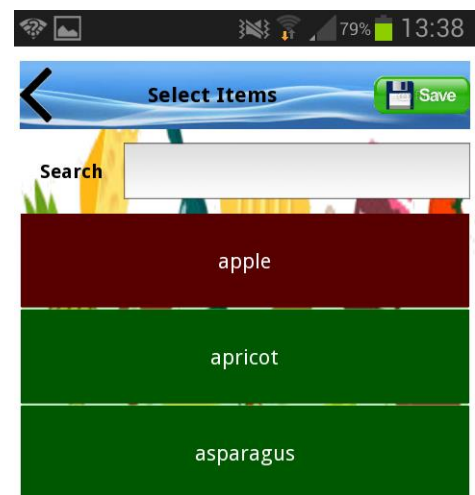 79% 13:38
Select Items Save
Search
apple
apricot
asparagus